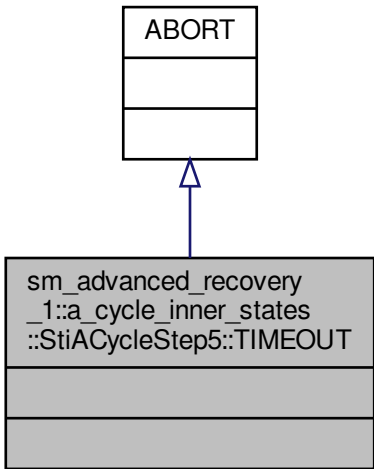 ABORT
sm_advanced_recovery
_1::a_cycle_inner_states
::StiACycleStep5::TIMEOUT